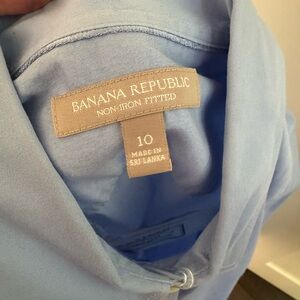 BANANA REPUBLIC
NON-IRON FITTED
10
MADE IN
SRI LANKA